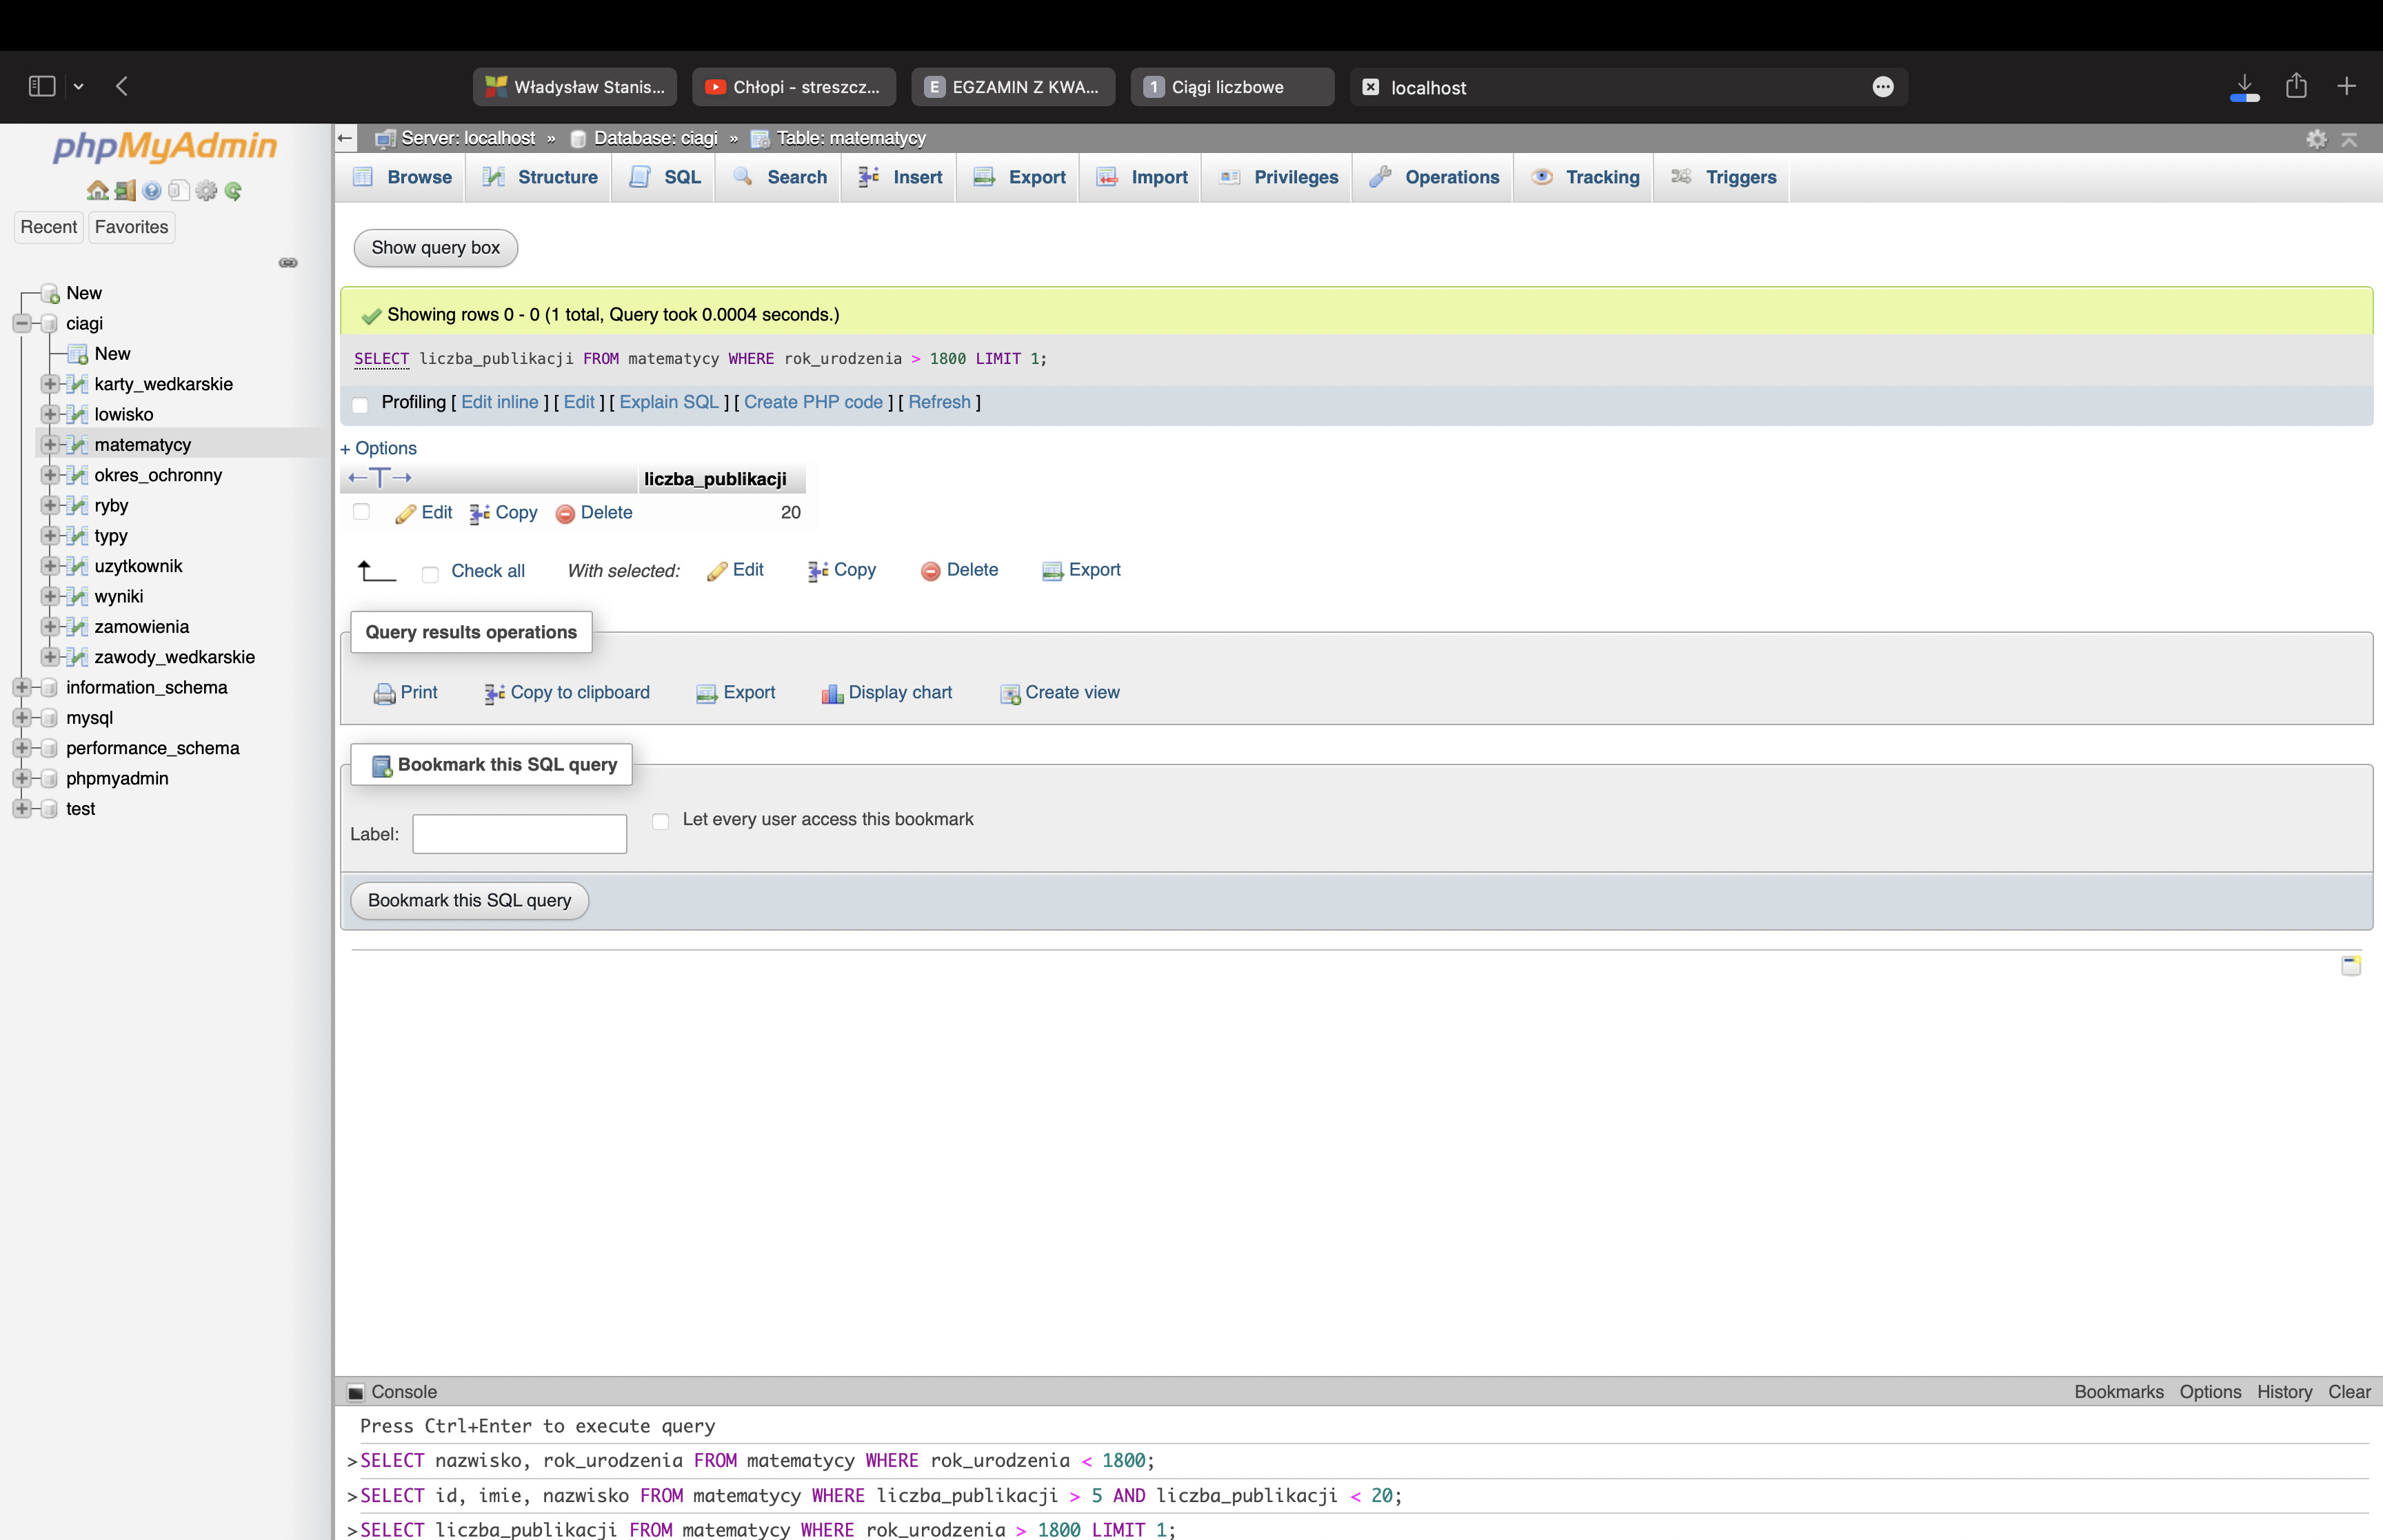 Władysław Stanis...
Chłopi - streszcz...
E EGZAMIN Z KWA...
1 Ciągi liczbowe
localhost
phpMyAdmin
Recent
Favorites
New
ciagi
New
karty_wedkarskie
lowisko
matematycy
okres_ochronny
ryby
typy
uzytkownik
wyniki
zamowienia
zawody_wedkarskie
information_schema
mysql
performance_schema
phpmyadmin
test
Server: localhost » Database: ciagi » Table: matematycy
Browse Structure SQL Search Insert Export Import Privileges Operations Tracking Triggers
Show query box
Showing rows 0 - 0 (1 total, Query took 0.0004 seconds.)
SELECT liczba_publikacji FROM matematycy WHERE rok_urodzenia > 1800 LIMIT 1;
Profiling [ Edit inline ] [ Edit ] [ Explain SQL ] [ Create PHP code ] [ Refresh ]
+ Options
←T→ liczba_publikacji
Edit Copy Delete 20
Check all With selected: Edit Copy Delete Export
Query results operations
Print Copy to clipboard Export Display chart Create view
Bookmark this SQL query
Label:
Let every user access this bookmark
Bookmark this SQL query
Console
Bookmarks Options History Clear
Press Ctrl+Enter to execute query
>SELECT nazwisko, rok_urodzenia FROM matematycy WHERE rok_urodzenia < 1800;
>SELECT id, imie, nazwisko FROM matematycy WHERE liczba_publikacji > 5 AND liczba_publikacji < 20;
>SELECT liczba_publikacji FROM matematycy WHERE rok_urodzenia > 1800 LIMIT 1;